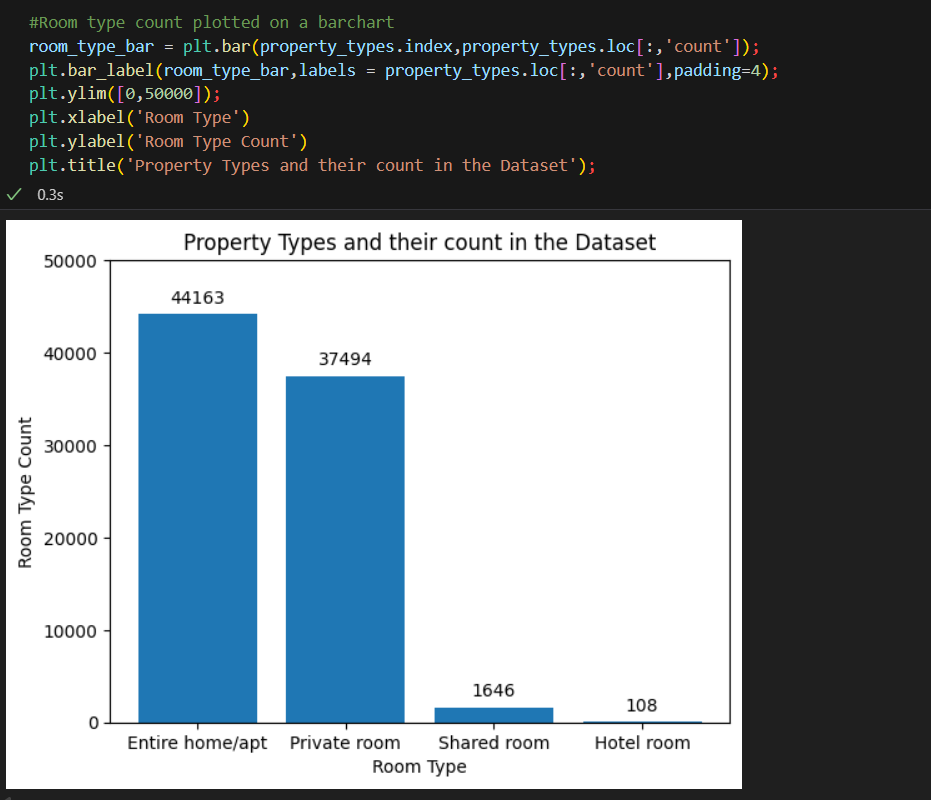 #Room type count plotted on a barchart
room_type_bar = plt.bar(property_types.index,property_types.loc[:,'count']);
plt.bar_label(room_type_bar,labels = property_types.loc[:,'count'],padding=4);
plt.ylim([0,50000]);
plt.xlabel('Room Type')
plt.ylabel('Room Type Count')
plt.title('Property Types and their count in the Dataset');
0.3s
Property Types and their count in the Dataset
50000
40000
30000
20000
10000
0
Room Type Count
44163
37494
1646
108
Entire home/apt Private room Shared room Hotel room
Room Type